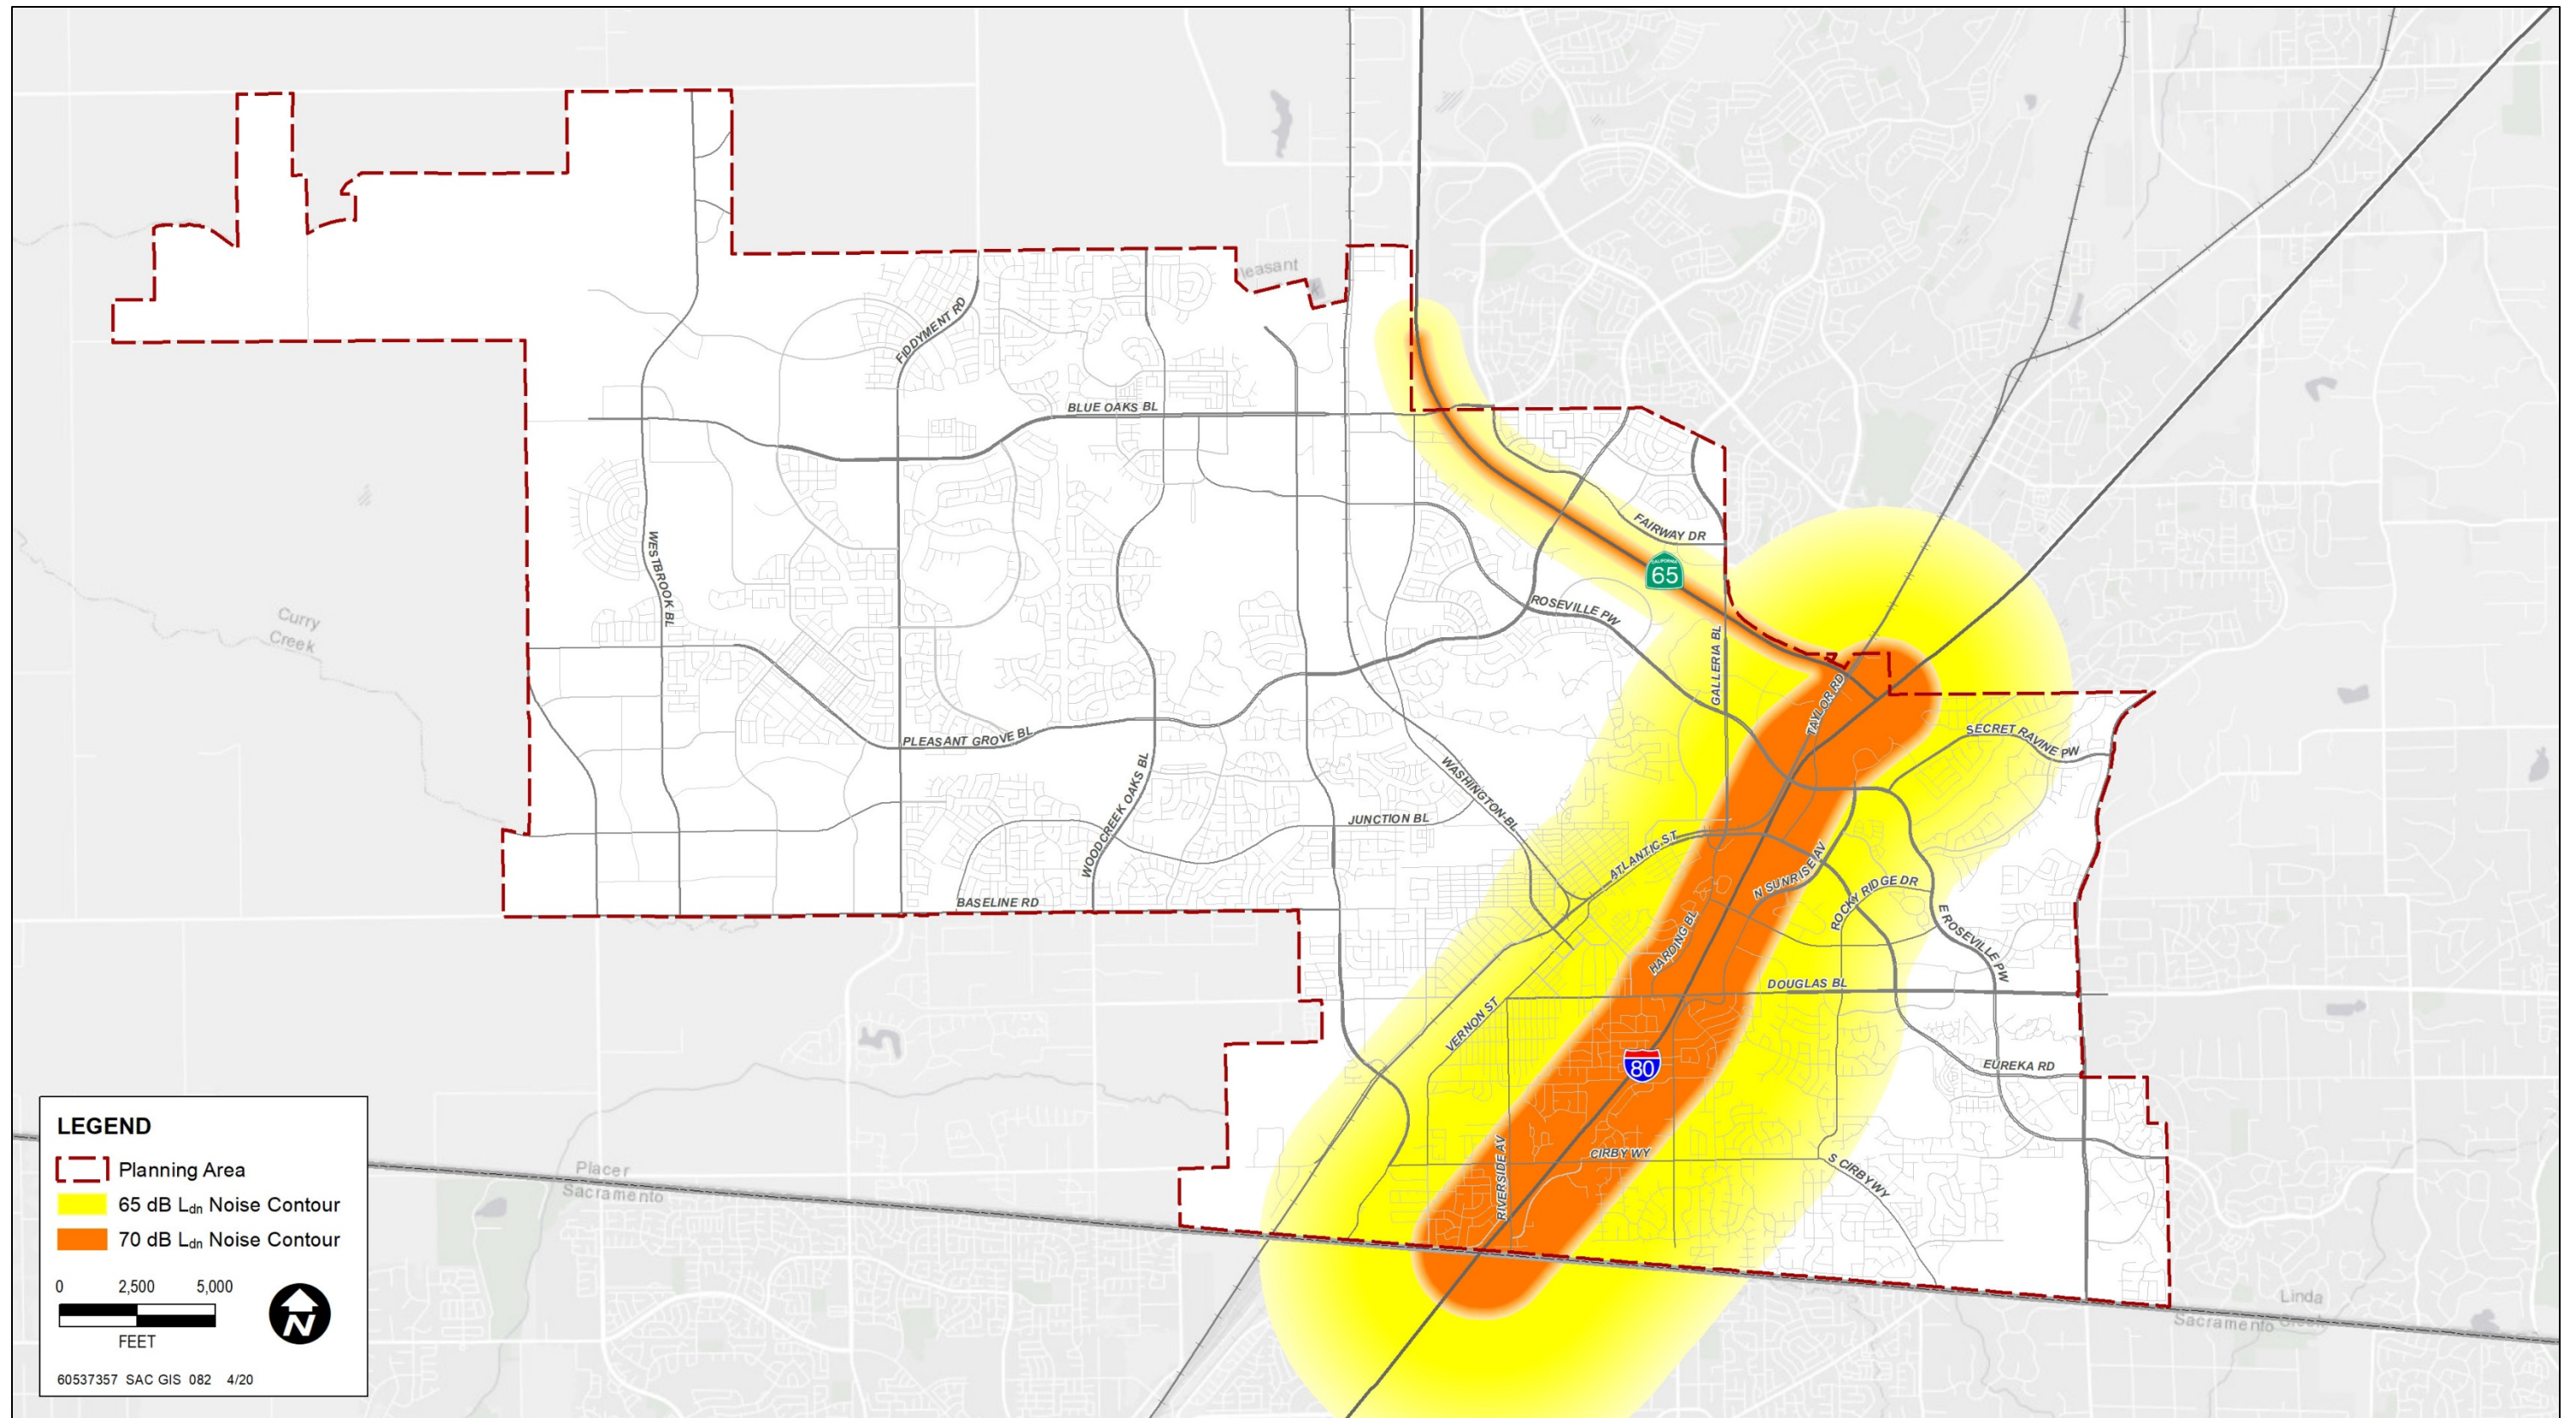 Pleasant
FIDDYMENT RD
BLUE OAKS BL
FAIRWAY DR
CALIFORNIA
65
WESTBROOK BL
Curry
Creek
ROSEVILLE PW
GALLERIA BL
TAYLOR RD
SECRET RAVINE PW
PLEASANT GROVE BL
WASHINGTON BL
WOODCREEK OAKS BL
JUNCTION BL
ATLANTIC ST
N SUNRISE AV
ROCKY RIDGE DR
BASELINE RD
HARDING BL
E ROSEVILLE PW
DOUGLAS BL
VERNON ST
80
EUREKA RD
RIVERSIDE AV
CIRBY WY
S CIRBY WY
Placer
Sacramento
Linda
Creek
Sacramento
LEGEND
Planning Area
65 dB Ldn Noise Contour
70 dB Ldn Noise Contour
0 2,500 5,000
FEET
N
60537357 SAC GIS 082 4/20